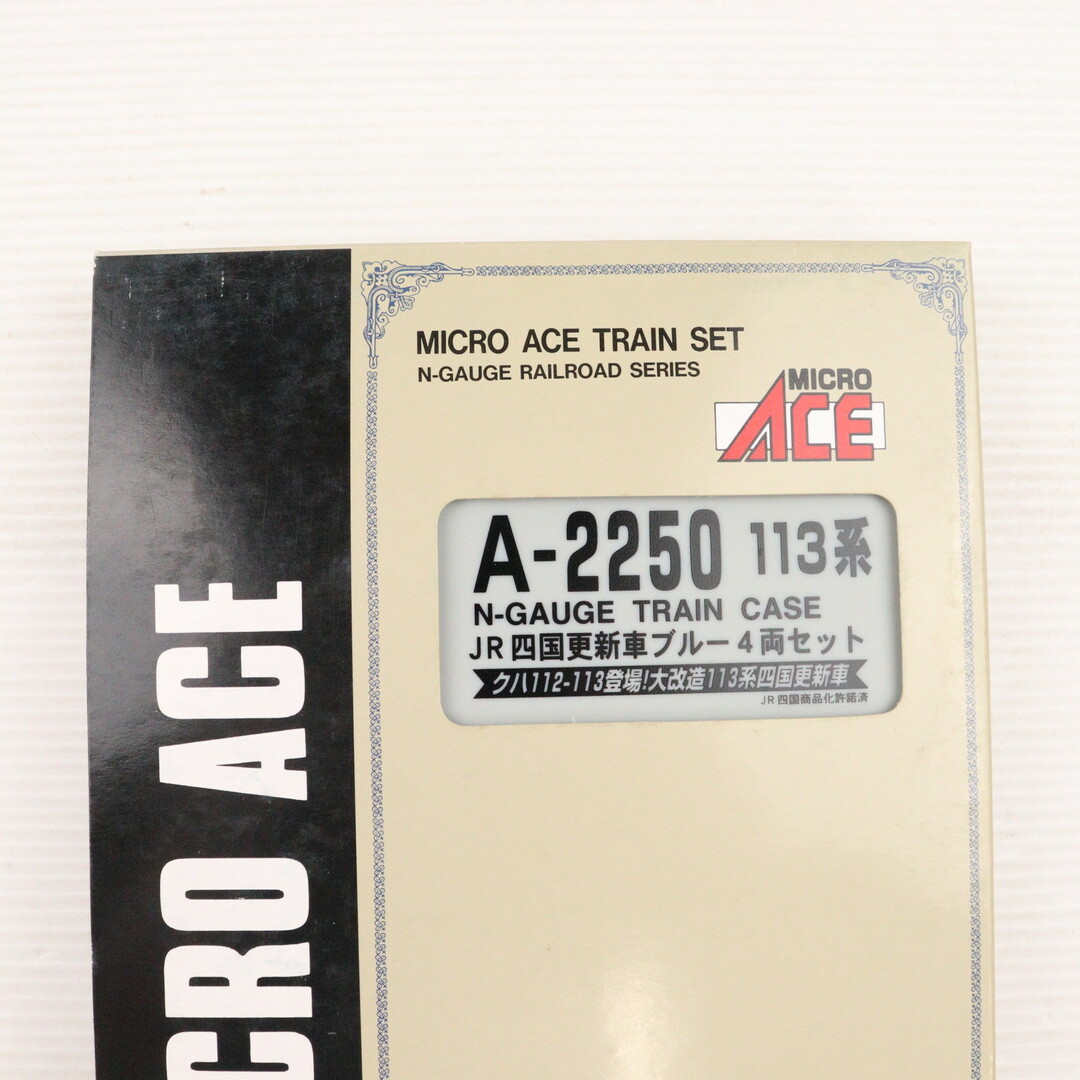 MICRO ACE TRAIN SET
N-GAUGE RAILROAD SERIES
MICRO
ACE
A-2250 113系
N-GAUGE TRAIN CASE
JR四国更新車ブルー4両セット
クハ112-113登場!大改造113系四国更新車
JR四国商品化許諾済
CRO ACE